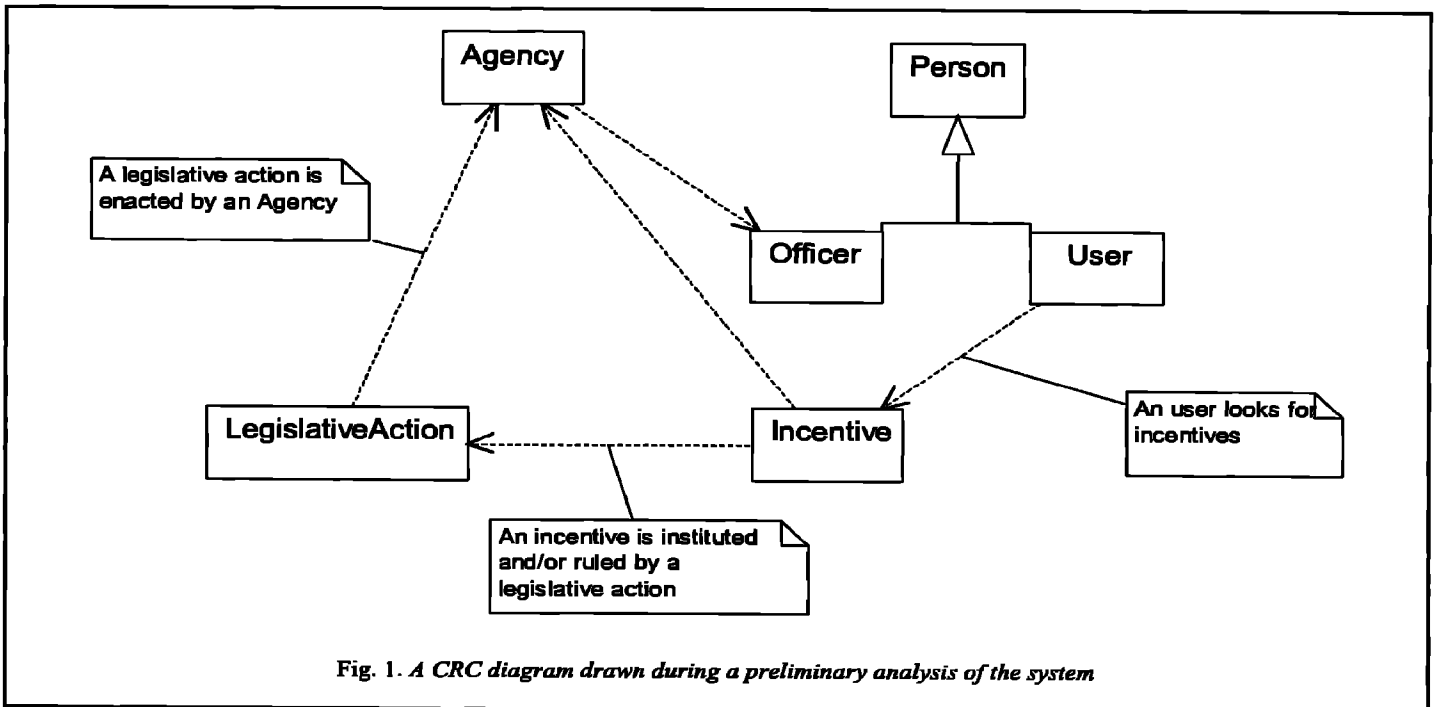 Agency
Person
A legislative action is
enacted by an Agency
Officer
User
LegislativeAction
Incentive
An user looks for
incentives
An incentive is instituted
and/or ruled by a
legislative action
Fig. 1. A CRC diagram drawn during a preliminary analysis of the system